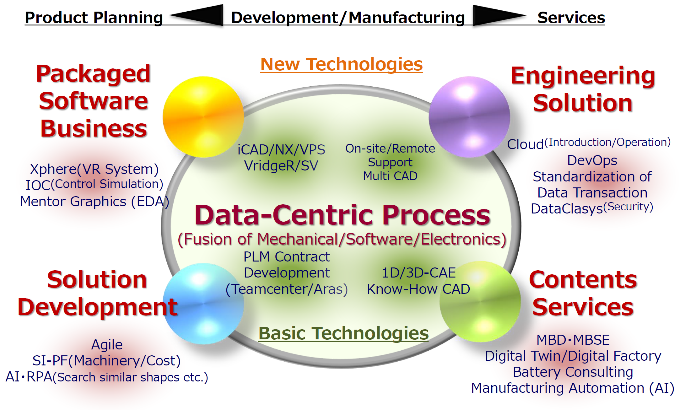 Product Planning Development/Manufacturing Services
New Technologies
Packaged
Software
Business
Xphere(VR System)
IOC(Control Simulation)
Mentor Graphics (EDA)
Engineering
Solution
Cloud(Introduction/Operation)
DevOps
Standardization of
Data Transaction
DataClasys(Security)
iCAD/NX/VPS
VridgeR/SV
On-site/Remote
Support
Multi CAD
Data-Centric Process
(Fusion of Mechanical/Software/Electronics)
PLM Contract
Development
(Teamcenter/Aras)
1D/3D-CAE
Know-How CAD
Basic Technologies
Solution
Development
Agile
SI-PF(Machinery/Cost)
AI・RPA(Search similar shapes etc.)
Contents
Services
MBD・MBSE
Digital Twin/Digital Factory
Battery Consulting
Manufacturing Automation (AI)